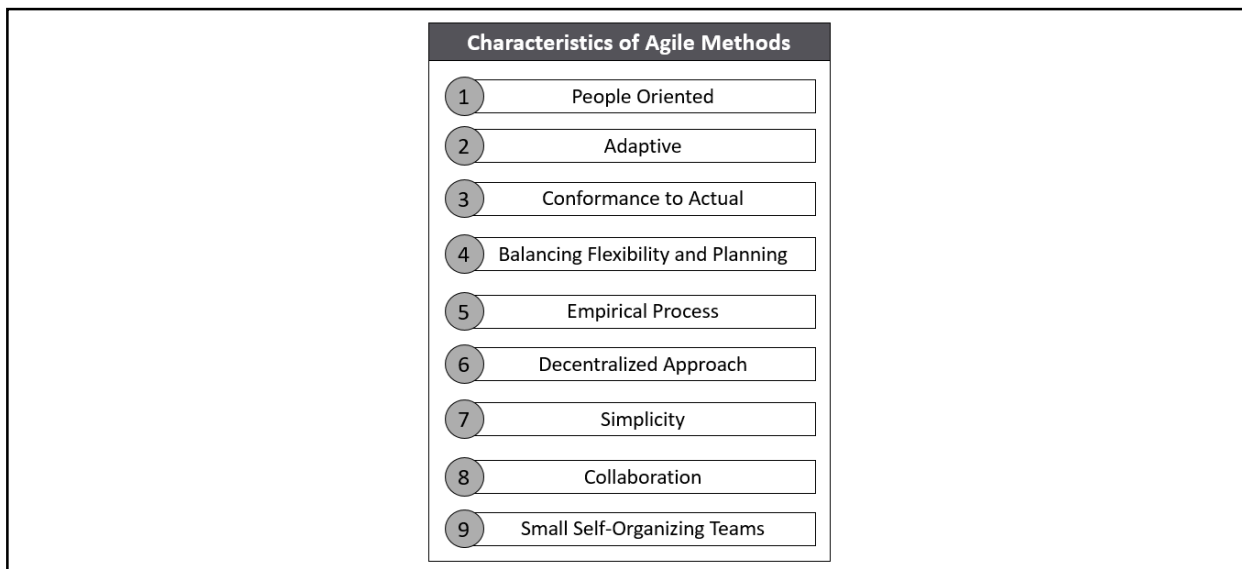 Characteristics of Agile Methods
1 People Oriented
2 Adaptive
3 Conformance to Actual
4 Balancing Flexibility and Planning
5 Empirical Process
6 Decentralized Approach
7 Simplicity
8 Collaboration
9 Small Self-Organizing Teams